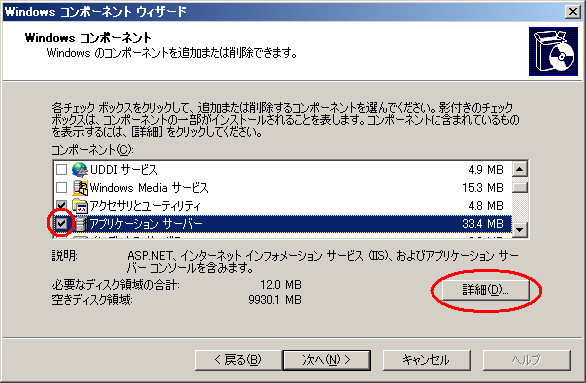 Windows コンポーネント ウィザード
Windows コンポーネント
Windows のコンポーネントを追加または削除できます。
各チェック ボックスをクリックして、追加または削除するコンポーネントを選んでください。影付きのチェック
ボックスは、コンポーネントの一部がインストールされることを表します。コンポーネントに含まれているもの
を表示するには、[詳細] をクリックしてください。
コンポーネント(C):
UDDI サービス 4.9 MB
Windows Media サービス 15.3 MB
アクセサリとユーティリティ 4.8 MB
アプリケーション サーバー 33.4 MB
説明: ASP.NET、インターネット インフォメーション サービス (IIS)、およびアプリケーション サー
バー コンソールを含みます。
必要なディスク領域の合計: 12.0 MB
空きディスク領域: 9930.1 MB
詳細(D)...
< 戻る(B) 次へ(N) > キャンセル ヘルプ